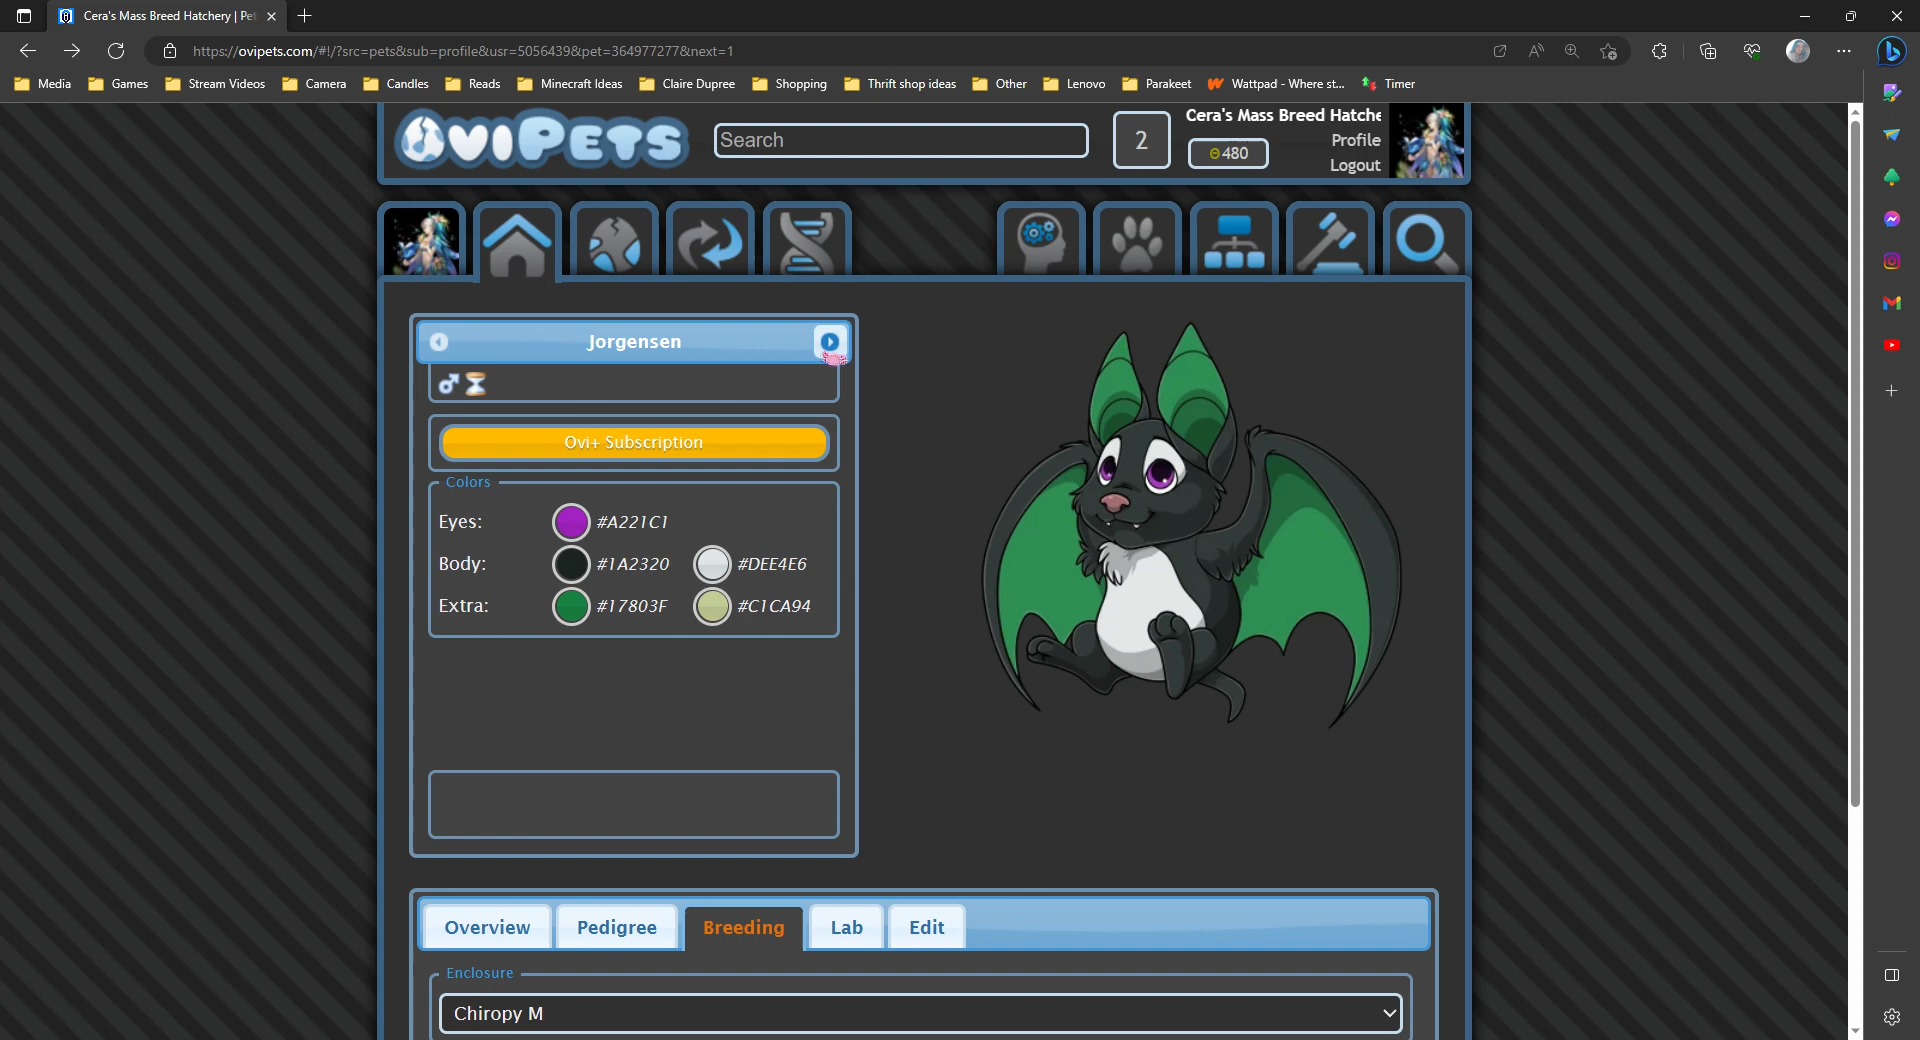 Cera's Mass Breed Hatchery | Pet
https://ovipets.com/#!/?src=pets&sub=profile&usr=5056439&pet=364977277&next=1
Media Games Stream Videos Camera Candles Reads Minecraft Ideas Claire Dupree Shopping Thrift shop ideas Other Lenovo Parakeet Wattpad - Where st... Timer
OviPets
Search
2
Cera's Mass Breed Hatche
480
Profile
Logout
Jorgensen
Ovi+ Subscription
Colors
Eyes: #A221C1
Body: #1A2320 #DEE4E6
Extra: #17803F #C1CA94
Overview Pedigree Breeding Lab Edit
Enclosure
Chiropy M